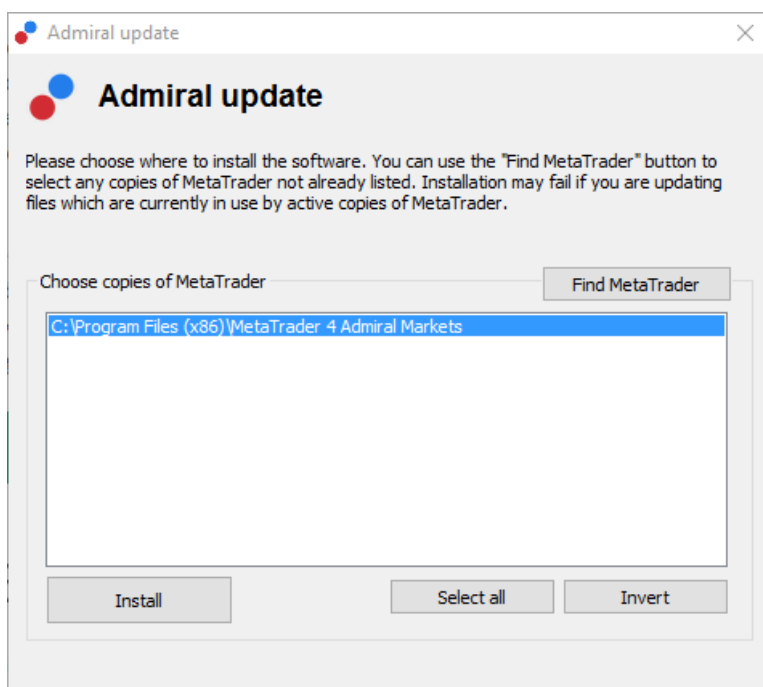 Admiral update
Admiral update
Please choose where to install the software. You can use the "Find MetaTrader" button to
select any copies of MetaTrader not already listed. Installation may fail if you are updating
files which are currently in use by active copies of MetaTrader.
Choose copies of MetaTrader
Find MetaTrader
C:\Program Files (x86)\MetaTrader 4 Admiral Markets
Install
Select all
Invert